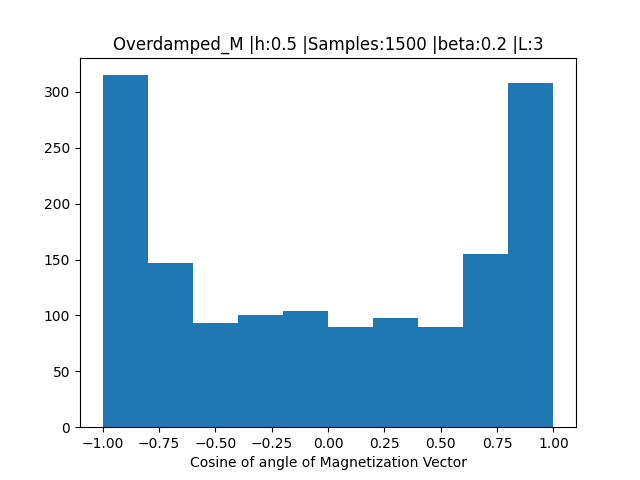 Overdamped_M |h:0.5 |Samples:1500 |beta:0.2 |L:3
300
250
200
150
100
50
0
−1.00 −0.75 −0.50 −0.25 0.00 0.25 0.50 0.75 1.00
Cosine of angle of Magnetization Vector